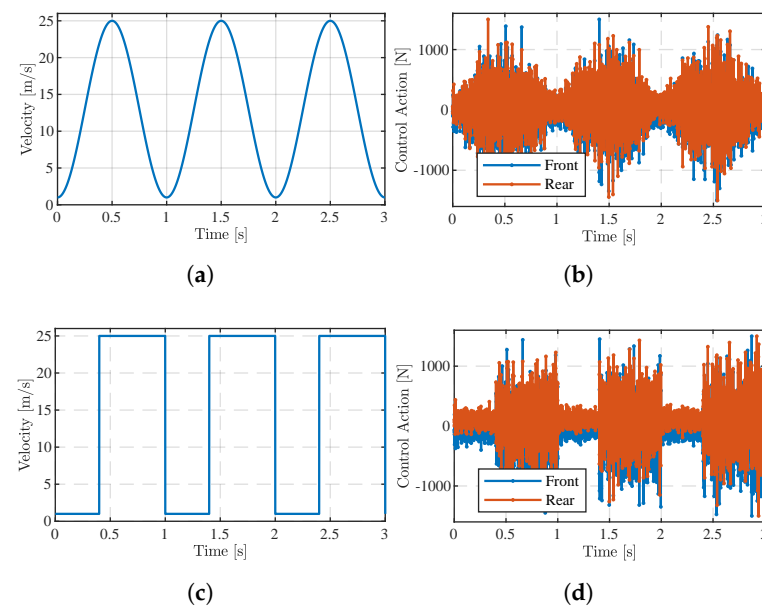 25
20
15
10
5
0
Velocity [m/s]
0 0.5 1 1.5 2 2.5 3
Time [s]
(a)
1000
0
-1000
Control Action [N]
Front
Rear
0 0.5 1 1.5 2 2.5 3
Time [s]
(b)
25
20
15
10
5
0
Velocity [m/s]
0 0.5 1 1.5 2 2.5 3
Time [s]
(c)
1000
0
-1000
Control Action [N]
Front
Rear
0 0.5 1 1.5 2 2.5 3
Time [s]
(d)